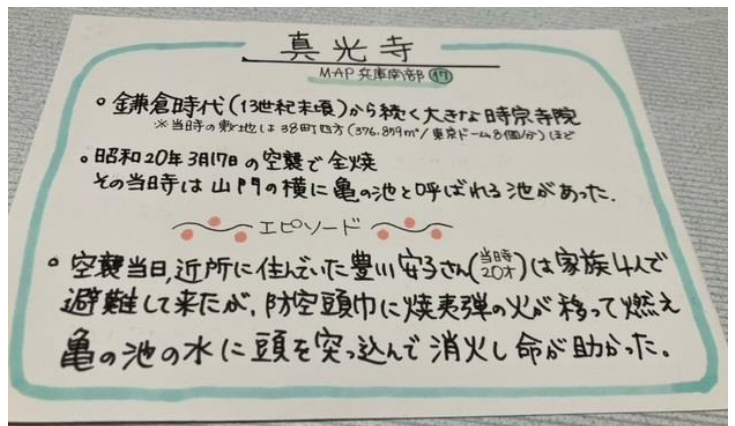 真光寺
MAP 兵庫南部 ⑰
。鎌倉時代(13世紀末頃)から続く大きな時宗寺院
※当時の敷地は38町四方(376,859㎡/東京ドーム8個分)ほど
。昭和20年3月17日の空襲で全焼
その当時は山門の横に亀の池と呼ばれる池があった.
エピソード
。空襲当日,近所に住んでいた豊川安子さん(当時20才)は家族4人で
避難して来たが,防空頭巾に焼夷弾の火が移って燃え
亀の池の水に頭を突っ込んで消火し命が助かった。